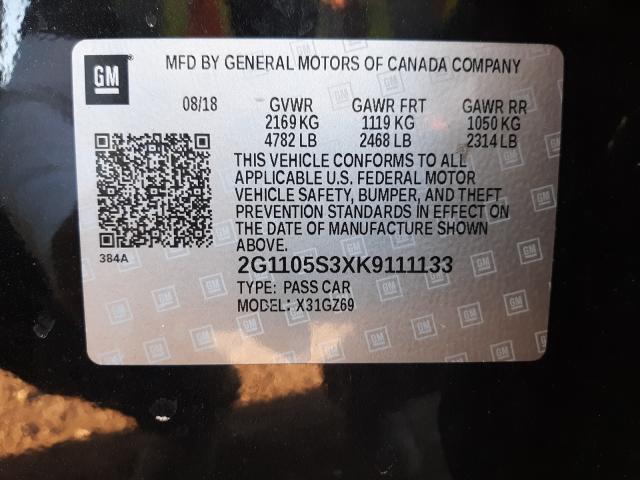 GM MFD BY GENERAL MOTORS OF CANADA COMPANY
08/18 GVWR GAWR FRT GAWR RR
2169 KG 1119 KG 1050 KG
4782 LB 2468 LB 2314 LB
THIS VEHICLE CONFORMS TO ALL
APPLICABLE U.S. FEDERAL MOTOR
VEHICLE SAFETY, BUMPER, AND THEFT
PREVENTION STANDARDS IN EFFECT ON
THE DATE OF MANUFACTURE SHOWN
ABOVE.
384A
2G1105S3XK9111133
TYPE: PASS CAR
MODEL: X31GZ69